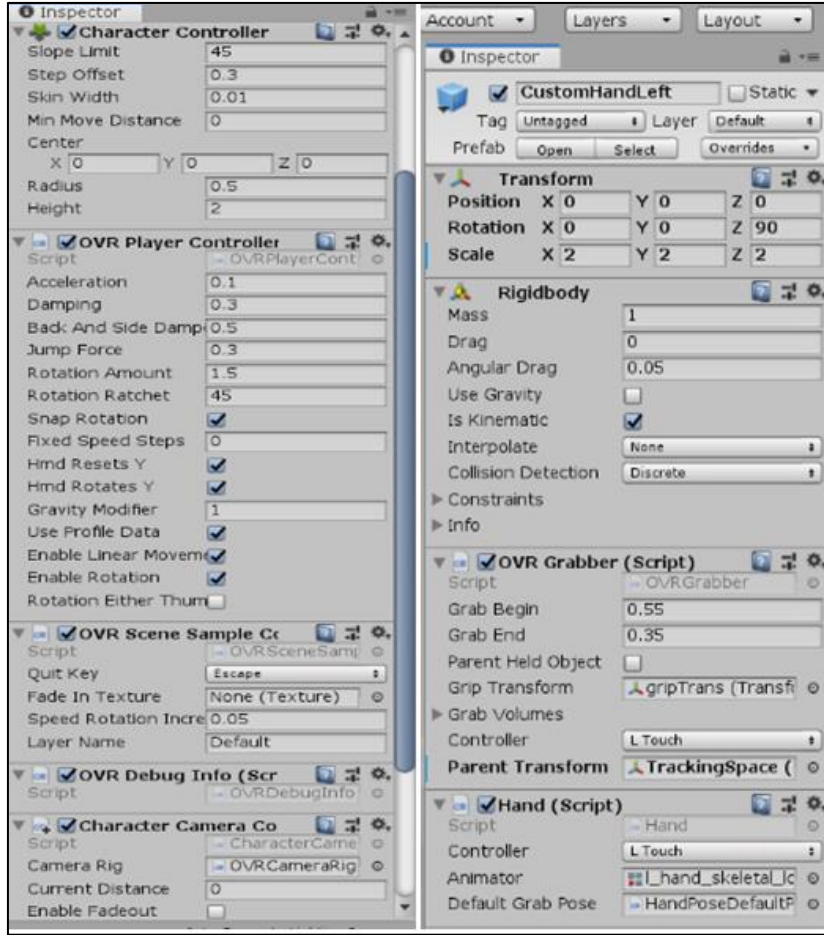 Inspector
Character Controller
Slope Limit 45
Step Offset 0.3
Skin Width 0.01
Min Move Distance 0
Center
X 0 Y 0 Z 0
Radius 0.5
Height 2
OVR Player Controller
Script OVRPlayerCont
Acceleration 0.1
Damping 0.3
Back And Side Damp 0.5
Jump Force 0.3
Rotation Amount 1.5
Rotation Ratchet 45
Snap Rotation
Fixed Speed Steps 0
Hmd Resets Y
Hmd Rotates Y
Gravity Modifier 1
Use Profile Data
Enable Linear Movem
Enable Rotation
Rotation Either Thum
OVR Scene Sample Cc
Script OVRSceneSamp
Quit Key Escape
Fade In Texture None (Texture)
Speed Rotation Incre 0.05
Layer Name Default
OVR Debug Info (Scr
Script OVRDebugInfo
Character Camera Co
Script CharacterCame
Camera Rig OVRCameraRig
Current Distance 0
Enable Fadeout
Account Layers Layout
Inspector
CustomHandLeft Static
Tag Untagged Layer Default
Prefab Open Select Overrides
Transform
Position X 0 Y 0 Z 0
Rotation X 0 Y 0 Z 90
Scale X 2 Y 2 Z 2
Rigidbody
Mass 1
Drag 0
Angular Drag 0.05
Use Gravity
Is Kinematic
Interpolate None
Collision Detection Discrete
Constraints
Info
OVR Grabber (Script)
Script OVRGrabber
Grab Begin 0.55
Grab End 0.35
Parent Held Object
Grip Transform gripTrans (Transf
Grab Volumes
Controller L Touch
Parent Transform TrackingSpace (
Hand (Script)
Script Hand
Controller L Touch
Animator l_hand_skeletal_lc
Default Grab Pose HandPoseDefaultP